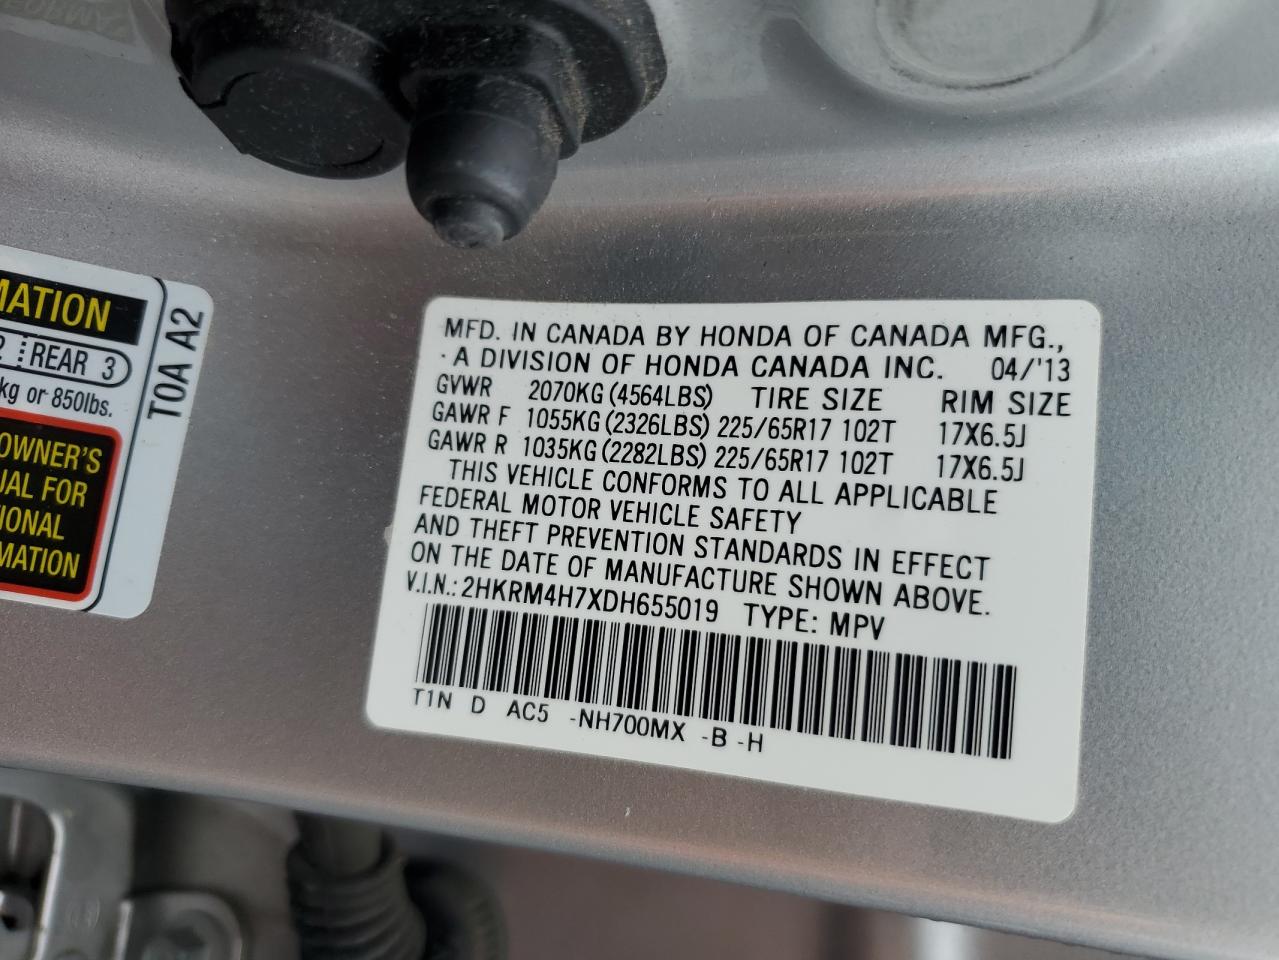 MATION
2 REAR 3
kg or 850lbs.
OWNER'S
UAL FOR
IONAL
MATION
T0A A2
MFD. IN CANADA BY HONDA OF CANADA MFG.,
A DIVISION OF HONDA CANADA INC. 04/'13
GVWR 2070KG (4564LBS) TIRE SIZE RIM SIZE
GAWR F 1055KG (2326LBS) 225/65R17 102T 17X6.5J
GAWR R 1035KG (2282LBS) 225/65R17 102T 17X6.5J
THIS VEHICLE CONFORMS TO ALL APPLICABLE
FEDERAL MOTOR VEHICLE SAFETY
AND THEFT PREVENTION STANDARDS IN EFFECT
ON THE DATE OF MANUFACTURE SHOWN ABOVE.
V.I.N.: 2HKRM4H7XDH655019 TYPE: MPV
T1N D AC5 -NH700MX -B -H